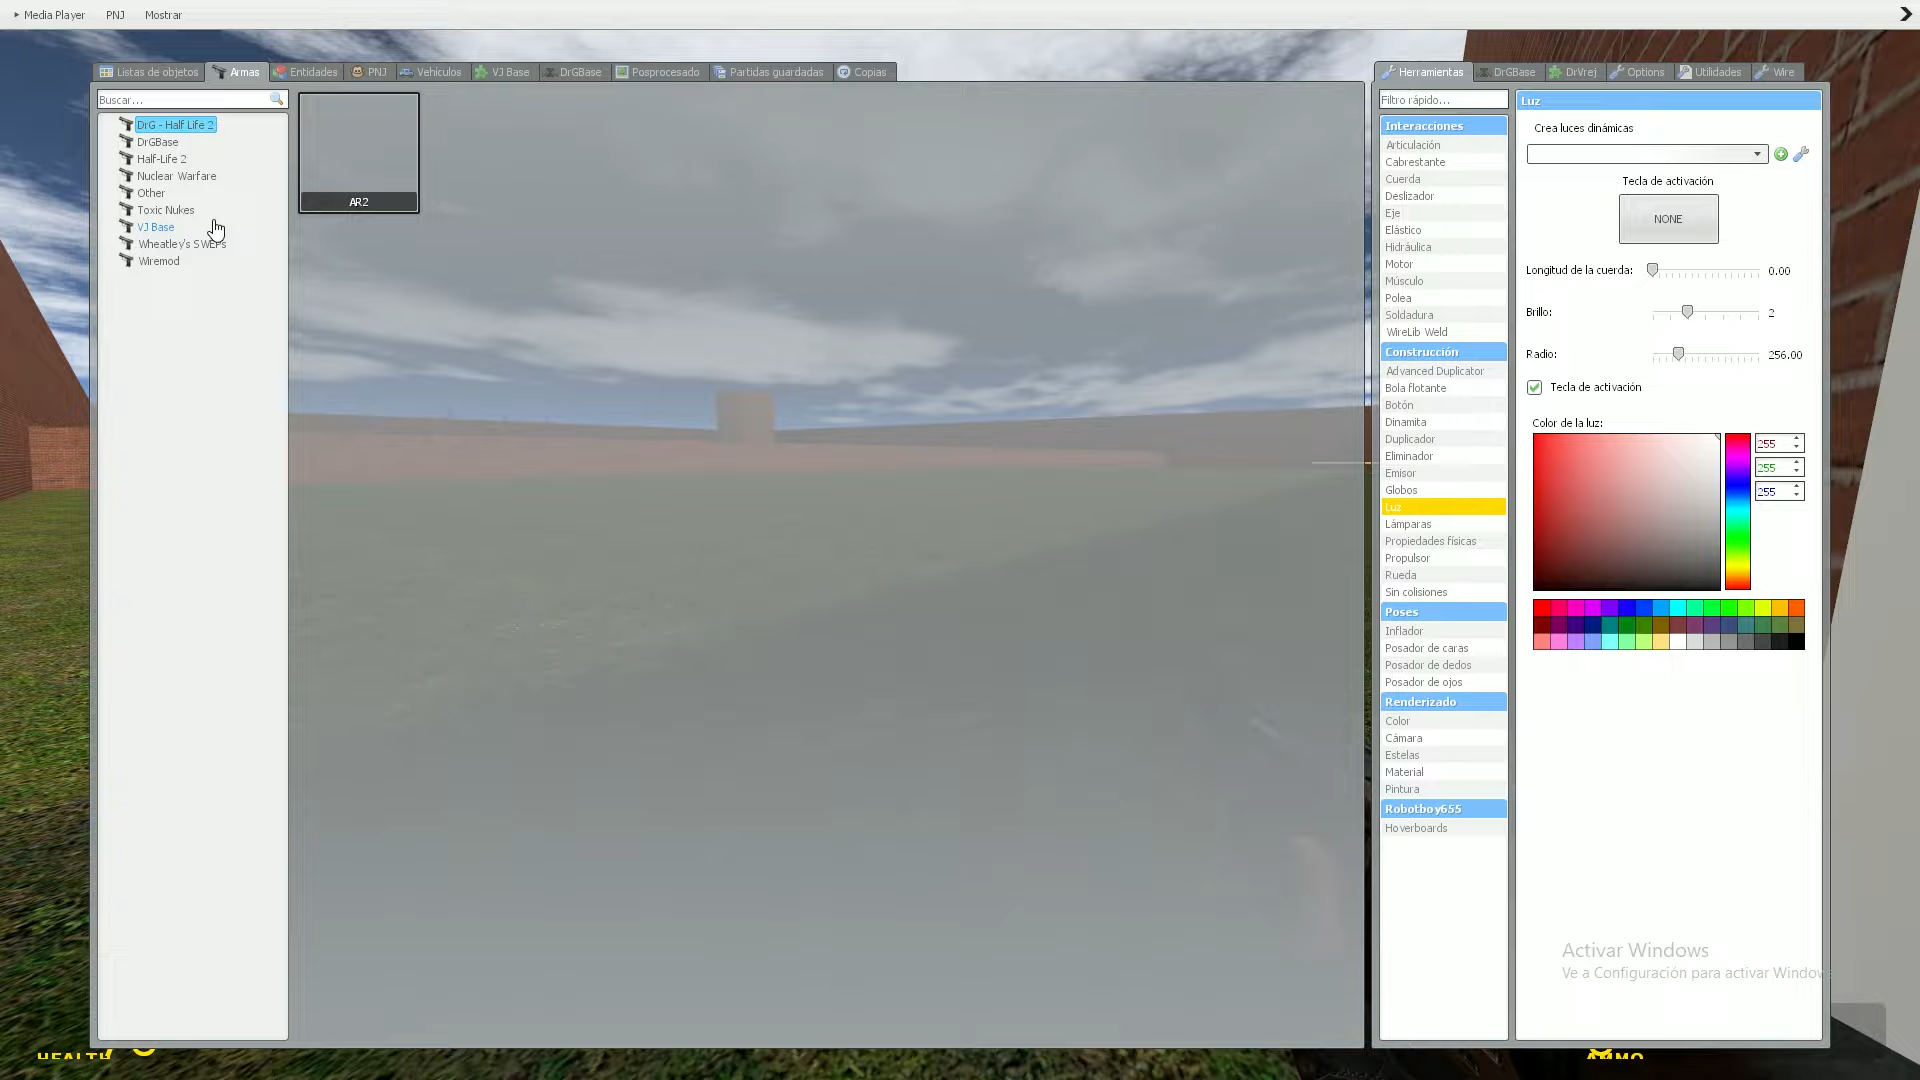 Media Player PNJ Mostrar
Listas de objetos Armas Entidades PNJ Vehículos VJ Base DrGBase Posprocesado Partidas guardadas Copias
Buscar...
DrG - Half Life 2
DrGBase
Half-Life 2
Nuclear Warfare
Other
Toxic Nukes
VJ Base
Wheatley's SWEPs
Wiremod
AR2
Herramientas DrGBase DrVrej Options Utilidades Wire
Filtro rápido...
Interacciones
Articulación
Cabrestante
Cuerda
Deslizador
Eje
Elástico
Hidráulica
Motor
Músculo
Polea
Soldadura
WireLib Weld
Construcción
Advanced Duplicator
Bola flotante
Botón
Dinamita
Duplicador
Eliminador
Emisor
Globos
Luz
Lámparas
Propiedades físicas
Propulsor
Rueda
Sin colisiones
Poses
Inflador
Posador de caras
Posador de dedos
Posador de ojos
Renderizado
Color
Cámara
Estelas
Material
Pintura
Robotboy655
Hoverboards
Luz
Crea luces dinámicas
Tecla de activación
NONE
Longitud de la cuerda: 0.00
Brillo: 2
Radio: 256.00
Tecla de activación
Color de la luz:
255
255
255
Activar Windows
Ve a Configuración para activar Windows
HEALTH
AMMO